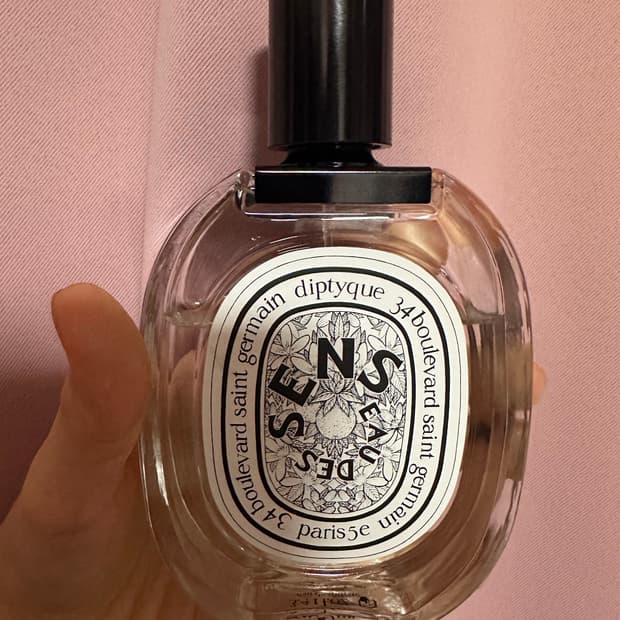 diptyque 34 boulevard saint germain
paris 5e
34 boulevard saint germain
EAU DES SENS